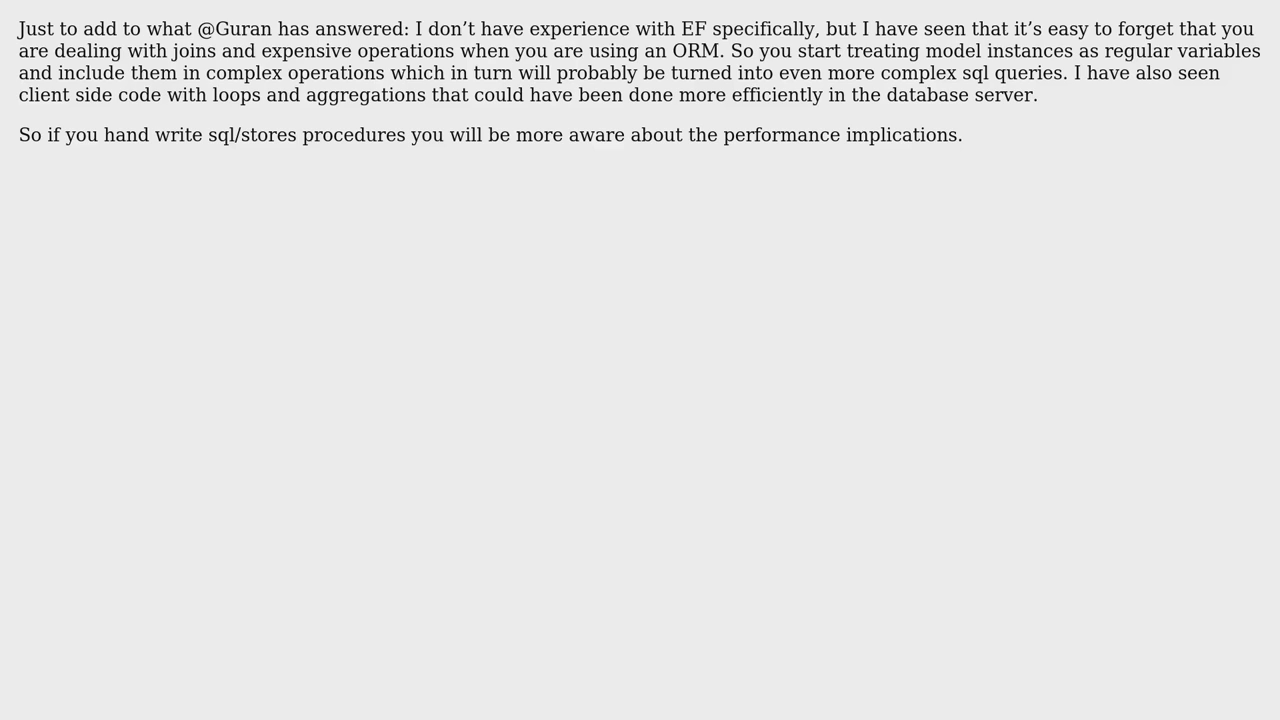 Just to add to what @Guran has answered: I don’t have experience with EF specifically, but I have seen that it’s easy to forget that you
are dealing with joins and expensive operations when you are using an ORM. So you start treating model instances as regular variables
and include them in complex operations which in turn will probably be turned into even more complex sql queries. I have also seen
client side code with loops and aggregations that could have been done more efficiently in the database server.
So if you hand write sql/stores procedures you will be more aware about the performance implications.